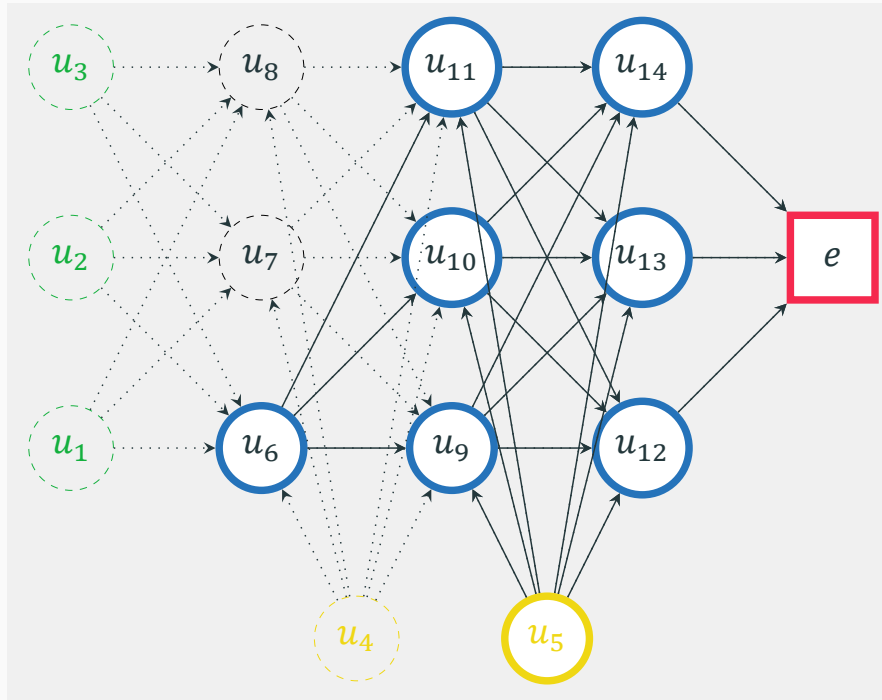 u₃ u₈ u₁₁ u₁₄
u₂ u₇ u₁₀ u₁₃ e
u₁ u₆ u₉ u₁₂
u₄ u₅